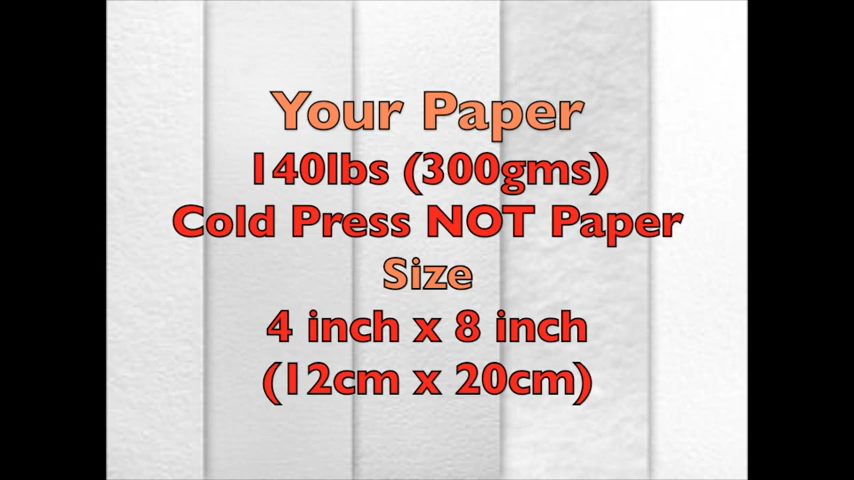 Your Paper
140lbs (300gms)
Cold Press NOT Paper
Size
4 inch x 8 inch
(12cm x 20cm)